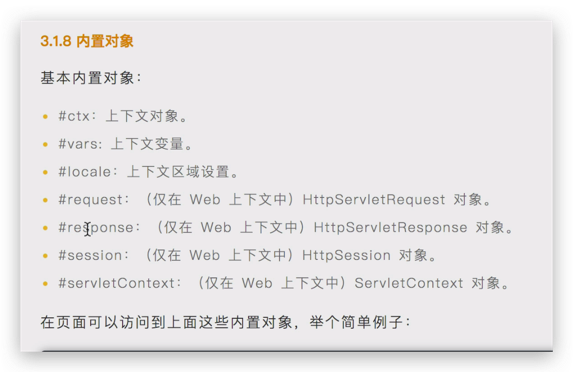 3.1.8 内置对象
基本内置对象：
#ctx：上下文对象。
#vars: 上下文变量。
#locale：上下文区域设置。
#request：（仅在 Web 上下文中）HttpServletRequest 对象。
#response：（仅在 Web 上下文中）HttpServletResponse 对象。
#session：（仅在 Web 上下文中）HttpSession 对象。
#servletContext：（仅在 Web 上下文中）ServletContext 对象。
在页面可以访问到上面这些内置对象，举个简单例子：